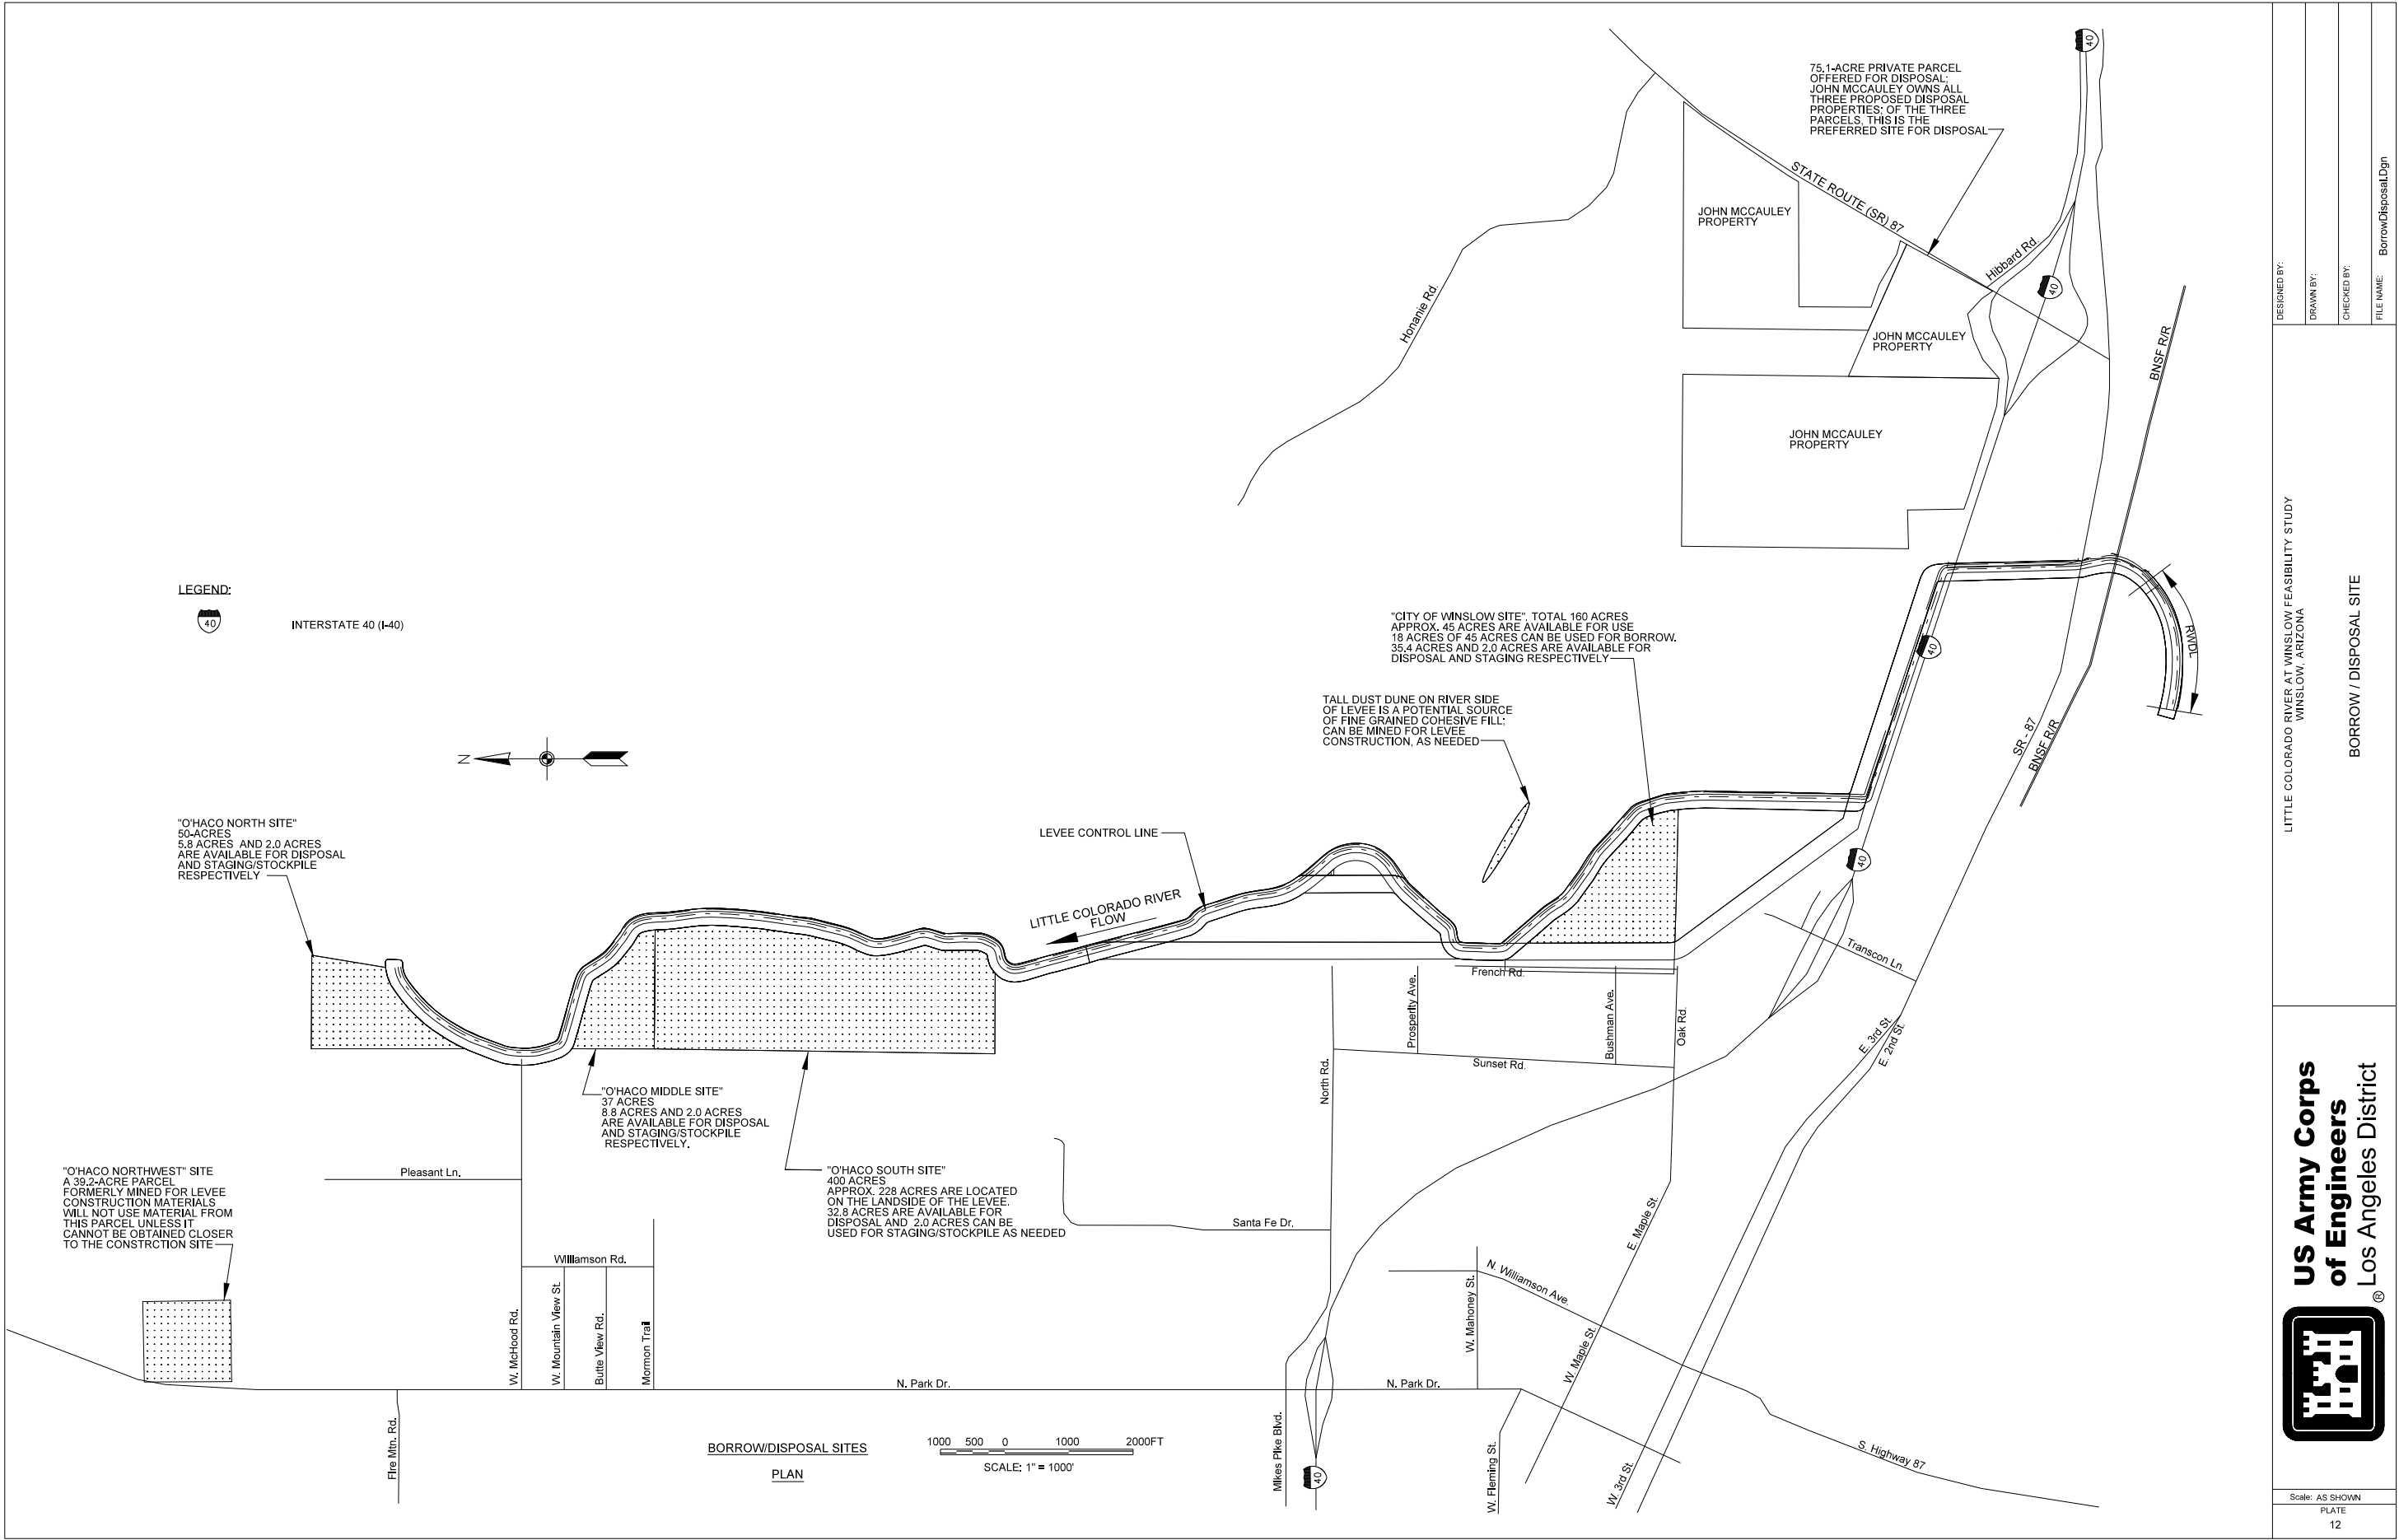 75.1-ACRE PRIVATE PARCEL
OFFERED FOR DISPOSAL;
JOHN MCCAULEY OWNS ALL
THREE PROPOSED DISPOSAL
PROPERTIES; OF THE THREE
PARCELS, THIS IS THE
PREFERRED SITE FOR DISPOSAL
40
STATE ROUTE (SR) 87
JOHN MCCAULEY
PROPERTY
Hibbard Rd.
40
Honanie Rd.
JOHN MCCAULEY
PROPERTY
BNSF R/R
JOHN MCCAULEY
PROPERTY
LEGEND:
40
INTERSTATE 40 (I-40)
"CITY OF WINSLOW SITE", TOTAL 160 ACRES
APPROX. 45 ACRES ARE AVAILABLE FOR USE
18 ACRES OF 45 ACRES CAN BE USED FOR BORROW.
35.4 ACRES AND 2.0 ACRES ARE AVAILABLE FOR
DISPOSAL AND STAGING RESPECTIVELY
40
RWDL
TALL DUST DUNE ON RIVER SIDE
OF LEVEE IS A POTENTIAL SOURCE
OF FINE GRAINED COHESIVE FILL;
CAN BE MINED FOR LEVEE
CONSTRUCTION, AS NEEDED
SR - 87
BNSF R/R
N
"O'HACO NORTH SITE"
50-ACRES
5.8 ACRES AND 2.0 ACRES
ARE AVAILABLE FOR DISPOSAL
AND STAGING/STOCKPILE
RESPECTIVELY
LEVEE CONTROL LINE
40
LITTLE COLORADO RIVER
FLOW
Transcon Ln.
French Rd.
Prosperity Ave.
Bushman Ave.
Oak Rd.
E. 3rd St.
E. 2nd St.
Sunset Rd.
North Rd.
"O'HACO MIDDLE SITE"
37 ACRES
8.8 ACRES AND 2.0 ACRES
ARE AVAILABLE FOR DISPOSAL
AND STAGING/STOCKPILE
RESPECTIVELY.
"O'HACO NORTHWEST" SITE
A 39.2-ACRE PARCEL
FORMERLY MINED FOR LEVEE
CONSTRUCTION MATERIALS
WILL NOT USE MATERIAL FROM
THIS PARCEL UNLESS IT
CANNOT BE OBTAINED CLOSER
TO THE CONSTRCTION SITE
Pleasant Ln.
"O'HACO SOUTH SITE"
400 ACRES
APPROX. 228 ACRES ARE LOCATED
ON THE LANDSIDE OF THE LEVEE.
32.8 ACRES ARE AVAILABLE FOR
DISPOSAL AND 2.0 ACRES CAN BE
USED FOR STAGING/STOCKPILE AS NEEDED
Santa Fe Dr.
E. Maple St.
Williamson Rd.
N. Williamson Ave
W. McHood Rd.
W. Mountain View St.
Butte View Rd.
Mormon Trail
W. Mahoney St.
W. Maple St.
N. Park Dr.
N. Park Dr.
Fire Mtn. Rd.
Mikes Pike Blvd.
40
W. Fleming St.
W. 3rd St.
S. Highway 87
BORROW/DISPOSAL SITES
PLAN
1000 500 0 1000 2000FT
SCALE: 1" = 1000'
DESIGNED BY:
DRAWN BY:
CHECKED BY:
FILE NAME: BorrowDisposal.Dgn
LITTLE COLORADO RIVER AT WINSLOW FEASIBILITY STUDY
WINSLOW, ARIZONA
BORROW / DISPOSAL SITE
US Army Corps
of Engineers
®
Los Angeles District
Scale: AS SHOWN
PLATE
12